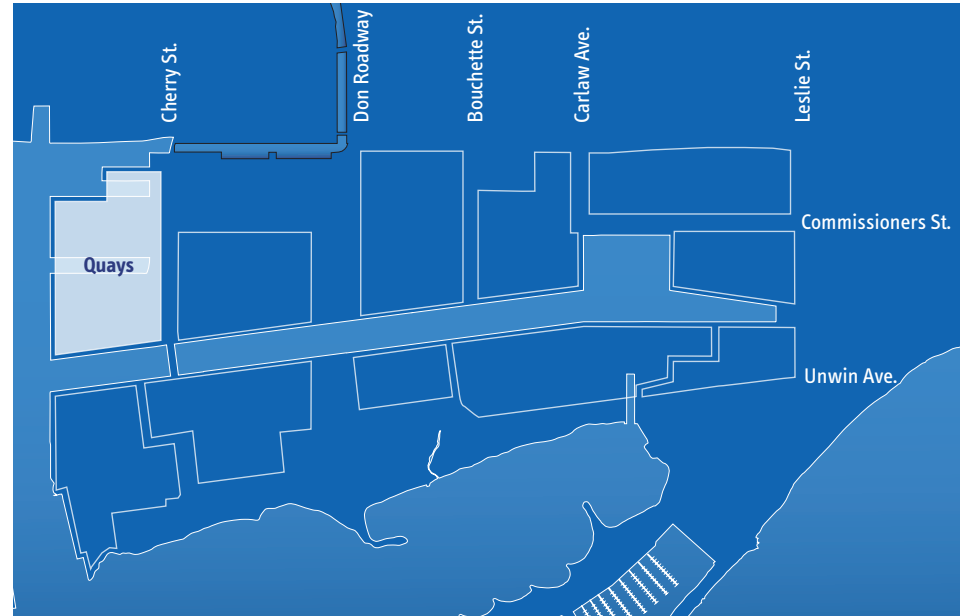 Cherry St.
Don Roadway
Bouchette St.
Carlaw Ave.
Leslie St.
Commissioners St.
Quays
Unwin Ave.